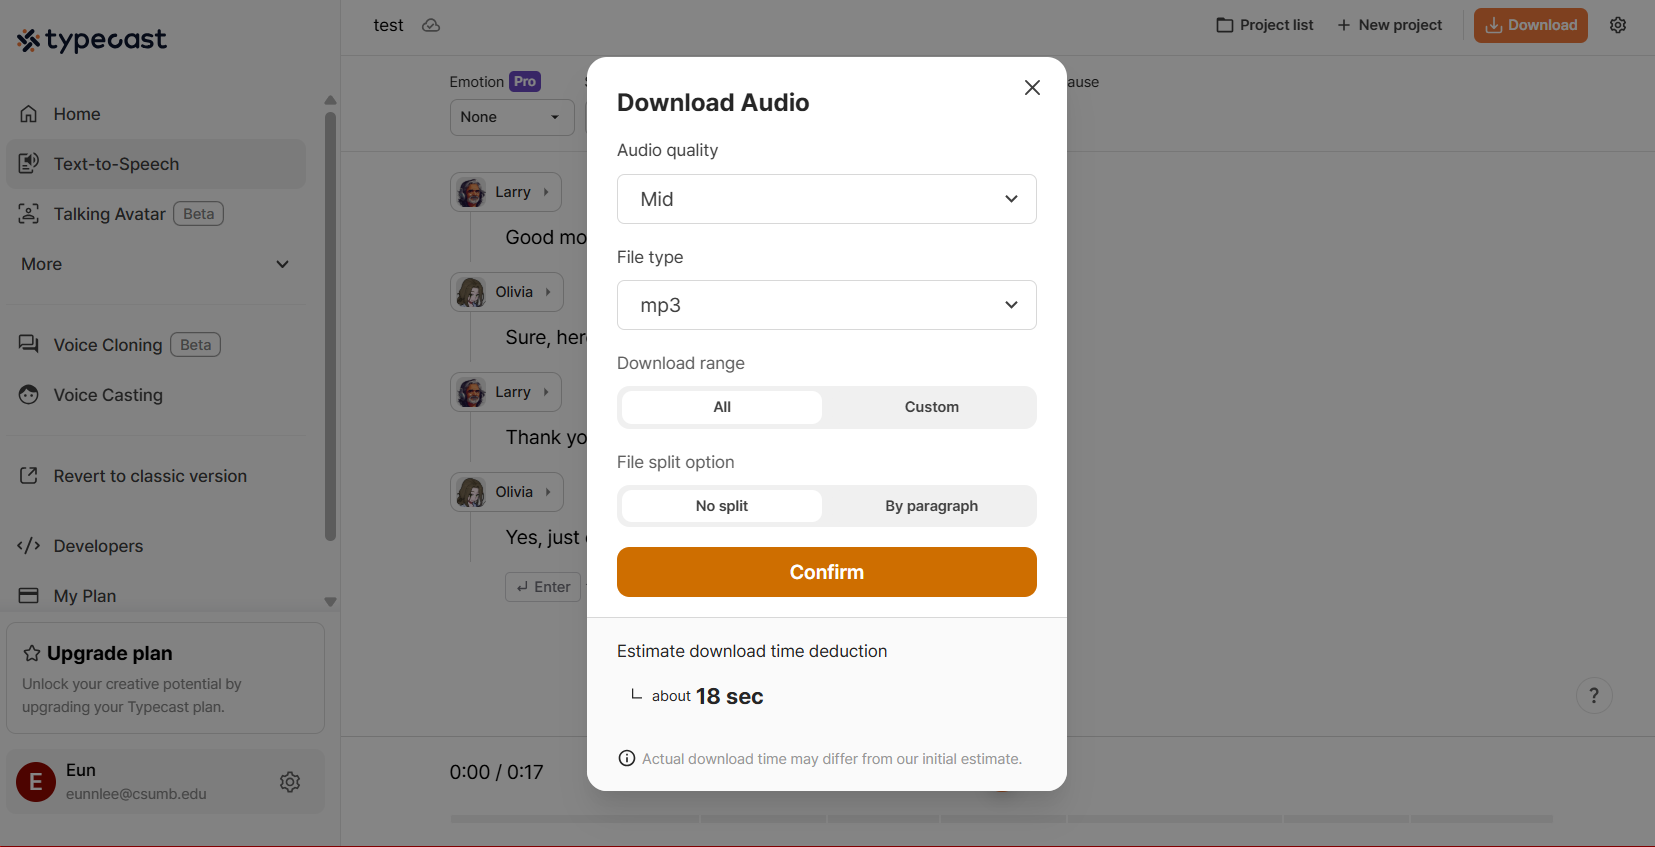 typecast
Home
Text-to-Speech
Talking Avatar Beta
More
Voice Cloning Beta
Voice Casting
Revert to classic version
Developers
My Plan
Upgrade plan
Unlock your creative potential by
upgrading your Typecast plan.
E
Eun
eunnlee@csumb.edu
test
Project list
New project
Download
Emotion Pro
ause
None
Larry
Good mo
Olivia
Sure, her
Larry
Thank yo
Olivia
Yes, just
Enter
0:00 / 0:17
?
Download Audio
Audio quality
Mid
File type
mp3
Download range
All
Custom
File split option
No split
By paragraph
Confirm
Estimate download time deduction
about 18 sec
Actual download time may differ from our initial estimate.